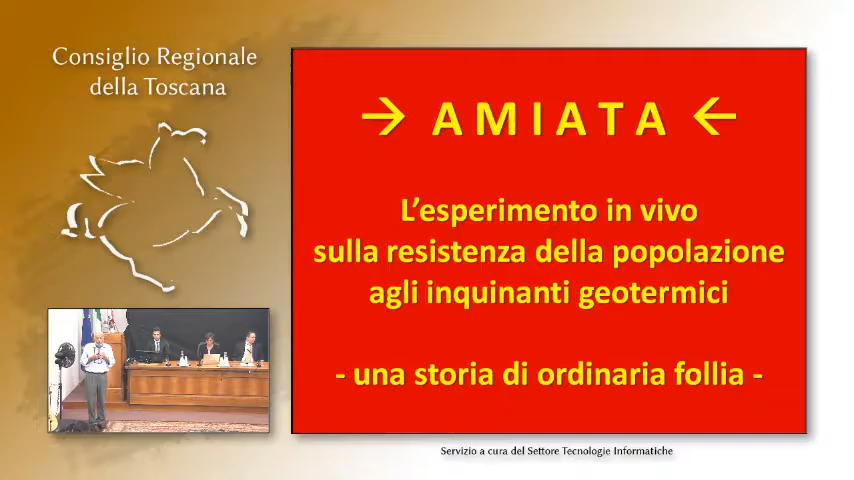 Consiglio Regionale
della Toscana
→ AMIATA ←
L'esperimento in vivo
sulla resistenza della popolazione
agli inquinanti geotermici
- una storia di ordinaria follia -
Servizio a cura del Settore Tecnologie Informatiche